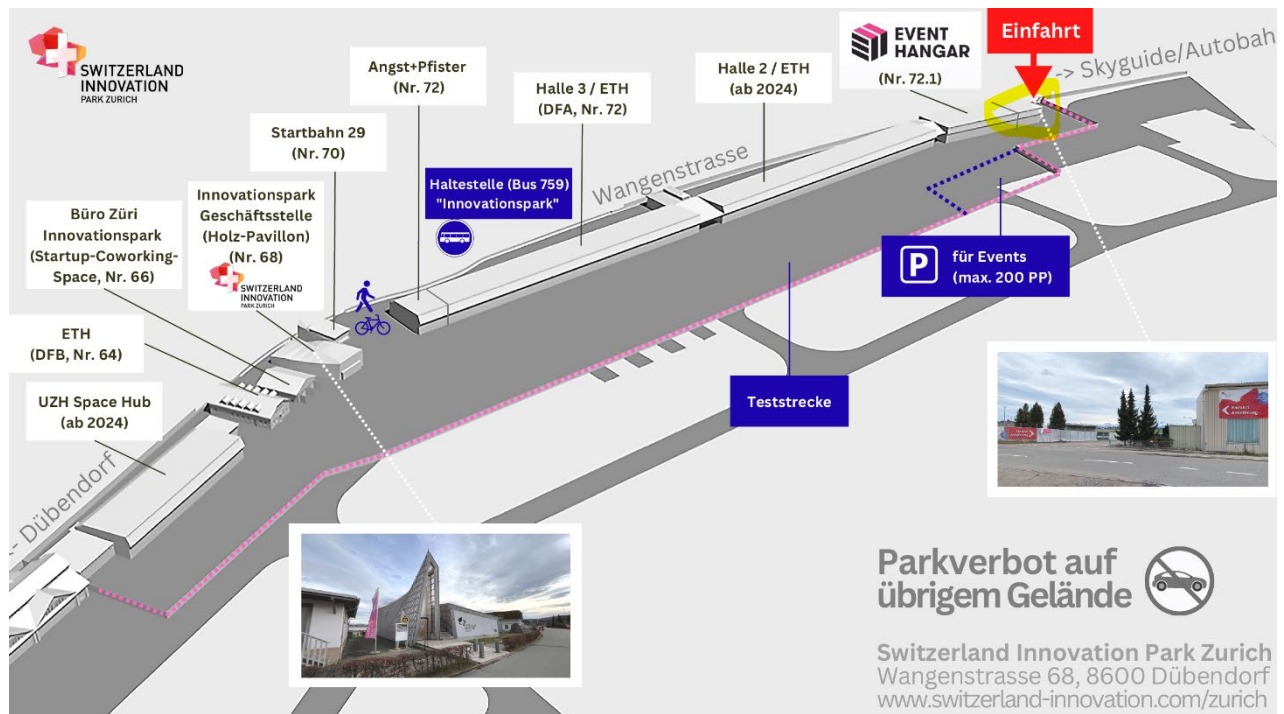 SWITZERLAND
INNOVATION
PARK ZURICH
Angst+Pfister
(Nr. 72)
Halle 3 / ETH
(DFA, Nr. 72)
Halle 2 / ETH
(ab 2024)
EVENT
HANGAR
(Nr. 72.1)
Einfahrt
-> Skyguide/Autobah
Startbahn 29
(Nr. 70)
Haltestelle (Bus 759)
"Innovationspark"
Wangenstrasse
Innovationspark
Geschäftsstelle
(Holz-Pavillon)
(Nr. 68)
SWITZERLAND
INNOVATION
PARK ZURICH
Büro Züri
Innovationspark
(Startup-Coworking-
Space, Nr. 66)
ETH
(DFB, Nr. 64)
UZH Space Hub
(ab 2024)
<- Dübendorf
P
für Events
(max. 200 PP)
Teststrecke
Parkverbot auf
übrigem Gelände
Switzerland Innovation Park Zurich
Wangenstrasse 68, 8600 Dübendorf
www.switzerland-innovation.com/zurich